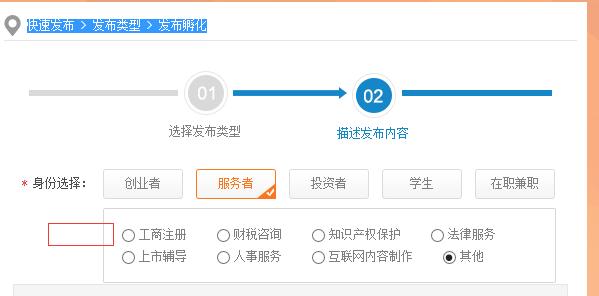 快速发布 > 发布类型 > 发布孵化
01
02
选择发布类型
描述发布内容
* 身份选择： 创业者 服务者 投资者 学生 在职兼职
工商注册 财税咨询 知识产权保护 法律服务
上市辅导 人事服务 互联网内容制作 其他